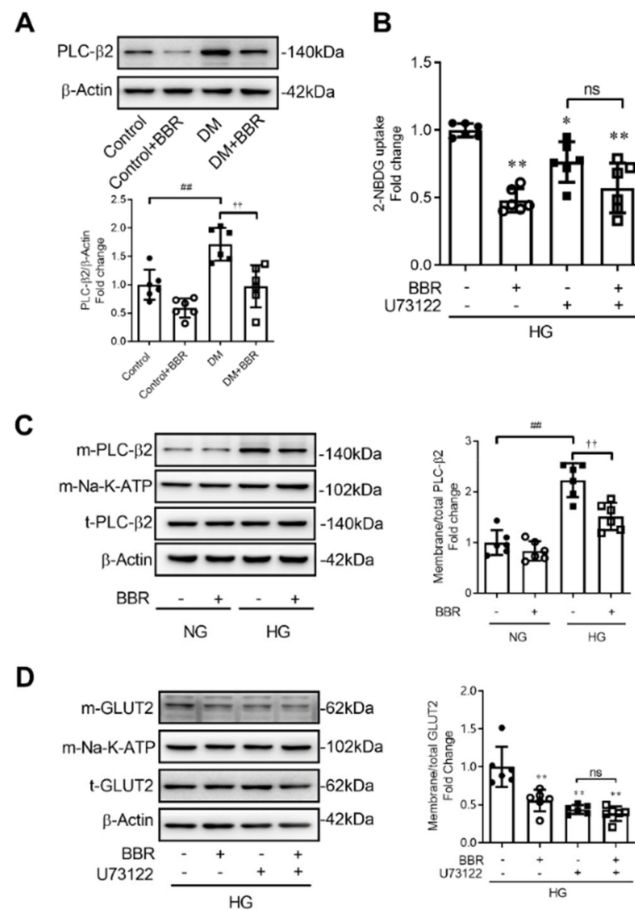 A
PLC-β2
-140kDa
β-Actin
-42kDa
Control
Control+BBR
DM
DM+BBR
##
††
PLC-β2/β-Actin
Fold change
2.5
2.0
1.5
1.0
0.5
0.0
Control
Control+BBR
DM
DM+BBR
B
2-NBDG uptake
Fold change
1.5
1.0
0.5
0.0
**
*
ns
**
BBR - + - +
U73122 - - + +
HG
C
m-PLC-β2
-140kDa
m-Na-K-ATP
-102kDa
t-PLC-β2
-140kDa
β-Actin
-42kDa
BBR - + - +
NG HG
Membrane/total PLC-β2
Fold change
3
2
1
0
##
††
BBR - + - +
NG HG
D
m-GLUT2
-62kDa
m-Na-K-ATP
-102kDa
t-GLUT2
-62kDa
β-Actin
-42kDa
BBR - + - +
U73122 - - + +
HG
Membrane/total GLUT2
Fold Change
2.0
1.5
1.0
0.5
0.0
**
**
ns
**
BBR - + - +
U73122 - - + +
HG